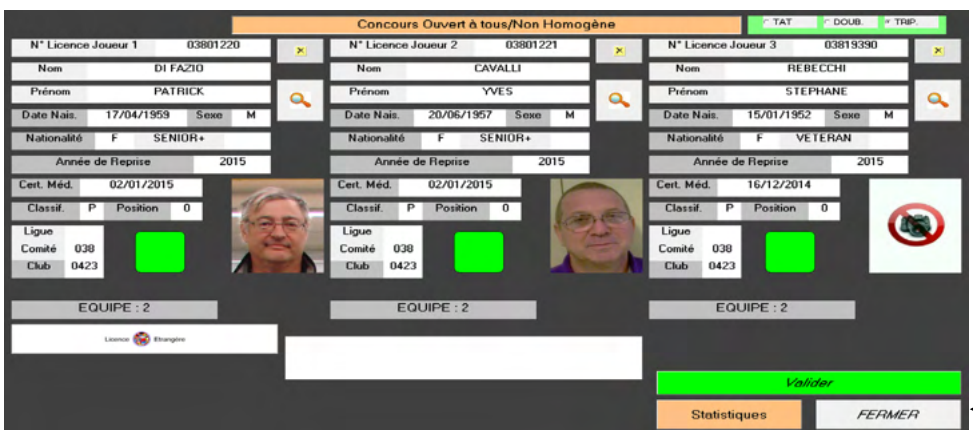 Concours Ouvert à tous/Non Homogène
TAT DOUB. TRIP.
N° Licence Joueur 1 03801220
Nom DI FAZIO
Prénom PATRICK
Date Nais. 17/04/1959 Sexe M
Nationalité F SENIOR+
Année de Reprise 2015
Cert. Méd. 02/01/2015
Classif. P Position 0
Ligue
Comité 038
Club 0423
EQUIPE : 2
Licence Etrangère
N° Licence Joueur 2 03801221
Nom CAVALLI
Prénom YVES
Date Nais. 20/06/1957 Sexe M
Nationalité F SENIOR+
Année de Reprise 2015
Cert. Méd. 02/01/2015
Classif. P Position 0
Ligue
Comité 038
Club 0423
EQUIPE : 2
N° Licence Joueur 3 03819390
Nom REBECCHI
Prénom STEPHANE
Date Nais. 15/01/1952 Sexe M
Nationalité F VETERAN
Année de Reprise 2015
Cert. Méd. 16/12/2014
Classif. P Position 0
Ligue
Comité 038
Club 0423
EQUIPE : 2
Valider
Statistiques FERMER